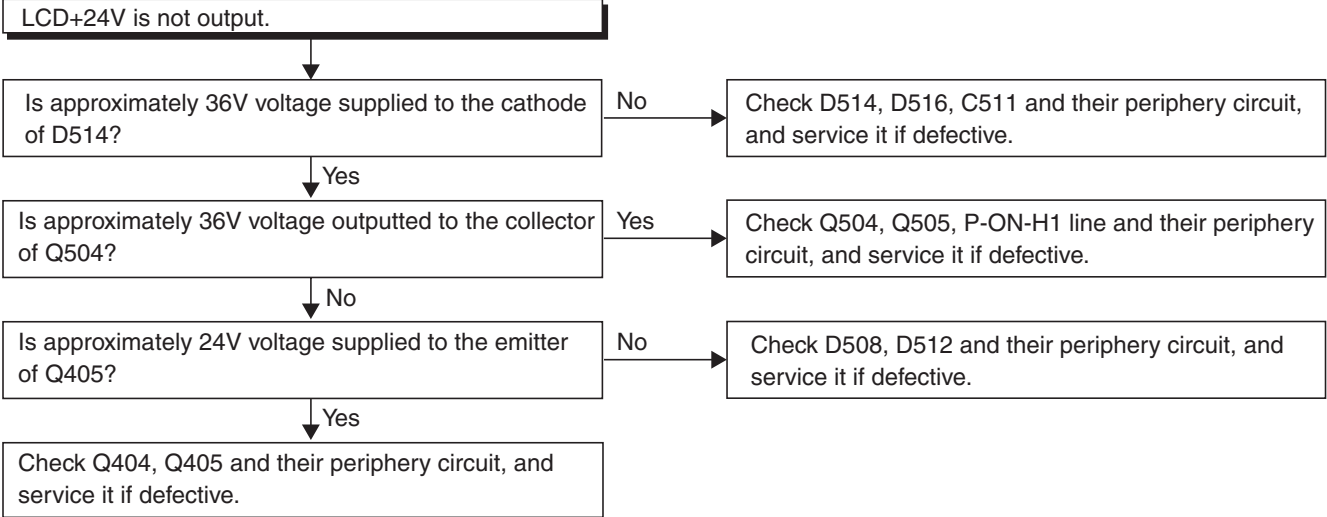 LCD+24V is not output.
Is approximately 36V voltage supplied to the cathode
of D514?
No
Check D514, D516, C511 and their periphery circuit,
and service it if defective.
Yes
Is approximately 36V voltage outputted to the collector
of Q504?
Yes
Check Q504, Q505, P-ON-H1 line and their periphery
circuit, and service it if defective.
No
Is approximately 24V voltage supplied to the emitter
of Q405?
No
Check D508, D512 and their periphery circuit, and
service it if defective.
Yes
Check Q404, Q405 and their periphery circuit, and
service it if defective.